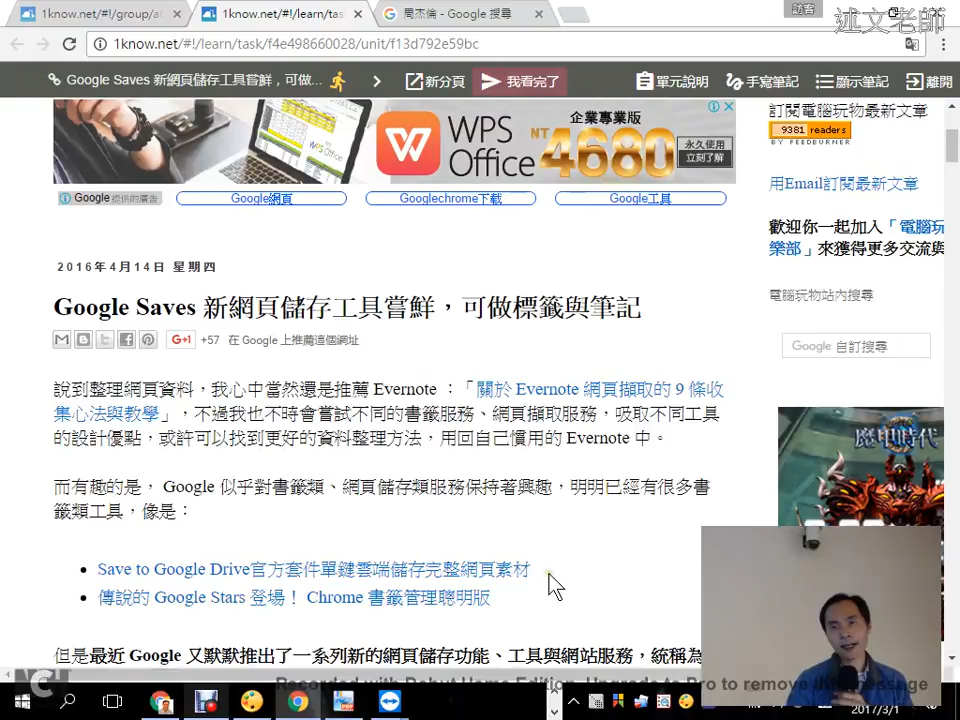 1know.net/#!/group/a
1know.net/#!/learn/tas
周杰倫 - Google 搜尋
訪客
述文老師
1know.net/#!/learn/task/f4e498660028/unit/f13d792e59bc
Google Saves 新網頁儲存工具嘗鮮，可做...
新分頁
我看完了
單元說明
手寫筆記
顯示筆記
離開
WPS
Office
企業專業版
NT
4680
永久使用
立刻了解
Google 提供的廣告
Google網頁
Googlechrome下載
Google工具
訂閱電腦玩物最新文章
9381 readers
BY FEEDBURNER
用Email訂閱最新文章
歡迎你一起加入「電腦玩
樂部」來獲得更多交流與
電腦玩物站內搜尋
Google 自訂搜尋
魔甲時代
2016年4月14日 星期四
Google Saves 新網頁儲存工具嘗鮮，可做標籤與筆記
G+1 +57 在 Google 上推薦這個網址
說到整理網頁資料，我心中當然還是推薦 Evernote ：「關於 Evernote 網頁擷取的 9 條收
集心法與教學」，不過我也不時會嘗試不同的書籤服務、網頁擷取服務，吸取不同工具
的設計優點，或許可以找到更好的資料整理方法，用回自己慣用的 Evernote 中。
而有趣的是， Google 似乎對書籤類、網頁儲存類服務保持著興趣，明明已經有很多書
籤類工具，像是：
• Save to Google Drive官方套件單鍵雲端儲存完整網頁素材
• 傳說的 Google Stars 登場！ Chrome 書籤管理聰明版
但是最近 Google 又默默推出了一系列新的網頁儲存功能、工具與網站服務，統稱為
Recorded with Debut Home Edition. Upgrade to Pro to remove this message
2017/3/1